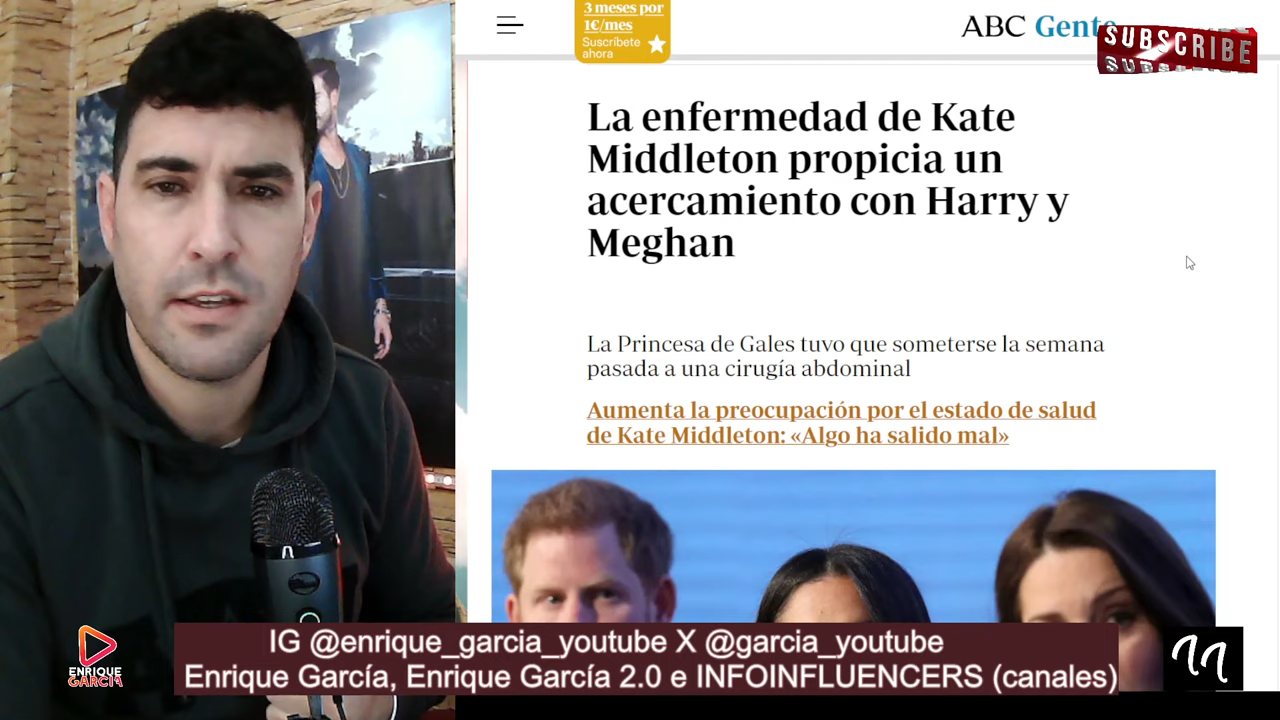 3 meses por
1€/mes
Suscríbete
ahora
ABC Gente
SUBSCRIBE
La enfermedad de Kate
Middleton propicia un
acercamiento con Harry y
Meghan
La Princesa de Gales tuvo que someterse la semana
pasada a una cirugía abdominal
Aumenta la preocupación por el estado de salud
de Kate Middleton: «Algo ha salido mal»
IG @enrique_garcia_youtube X @garcia_youtube
Enrique García, Enrique García 2.0 e INFOINFLUENCERS (canales)
ENRIQUE
GARCÍA